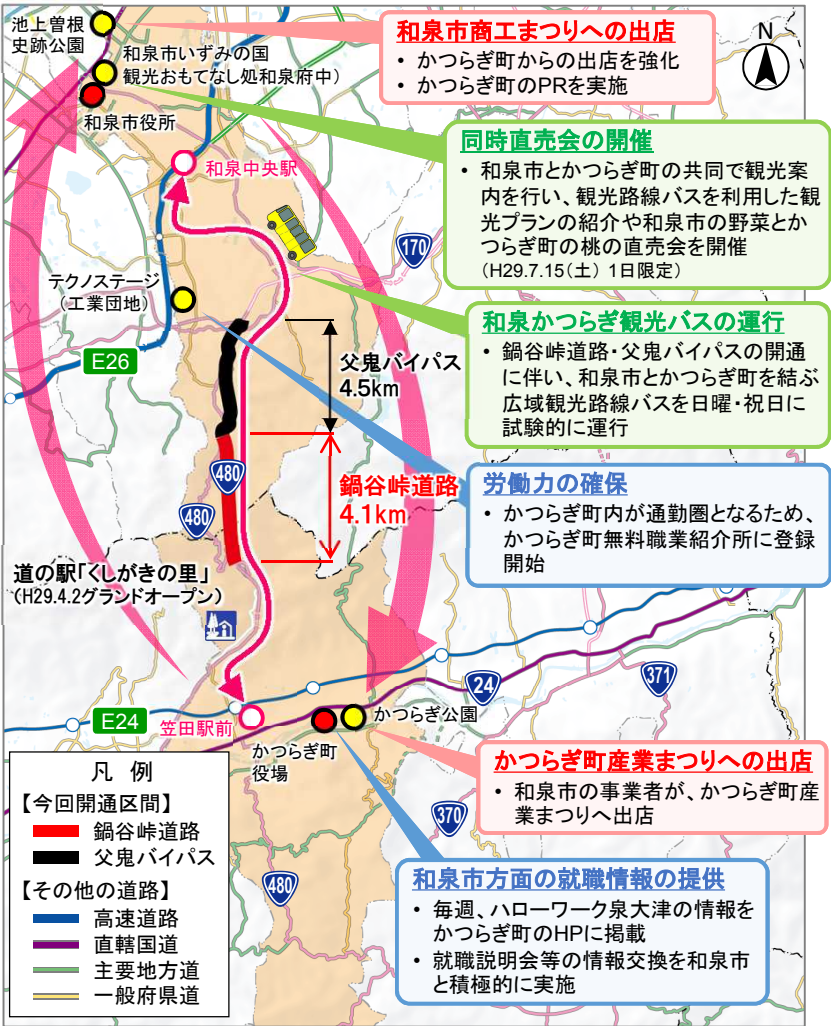 池上曽根
史跡公園
和泉市いずみの国
観光おもてなし処和泉府中)
和泉市役所
和泉市商工まつりへの出店
• かつらぎ町からの出店を強化
• かつらぎ町のPRを実施
N
和泉中央駅
同時直売会の開催
• 和泉市とかつらぎ町の共同で観光案
内を行い、観光路線バスを利用した観
光プランの紹介や和泉市の野菜とか
つらぎ町の桃の直売会を開催
(H29.7.15(土) 1日限定)
170
テクノステージ
(工業団地)
E26
父鬼バイパス
4.5km
和泉かつらぎ観光バスの運行
• 鍋谷峠道路・父鬼バイパスの開通
に伴い、和泉市とかつらぎ町を結ぶ
広域観光路線バスを日曜・祝日に
試験的に運行
480
480
鍋谷峠道路
4.1km
労働力の確保
• かつらぎ町内が通勤圏となるため、
かつらぎ町無料職業紹介所に登録
開始
道の駅「くしがきの里」
(H29.4.2グランドオープン)
24
371
E24
笠田駅前
かつらぎ公園
かつらぎ町
役場
かつらぎ町産業まつりへの出店
• 和泉市の事業者が、かつらぎ町産
業まつりへ出店
370
480
和泉市方面の就職情報の提供
• 毎週、ハローワーク泉大津の情報を
かつらぎ町のHPに掲載
• 就職説明会等の情報交換を和泉市
と積極的に実施
凡 例
【今回開通区間】
鍋谷峠道路
父鬼バイパス
【その他の道路】
高速道路
直轄国道
主要地方道
一般府県道